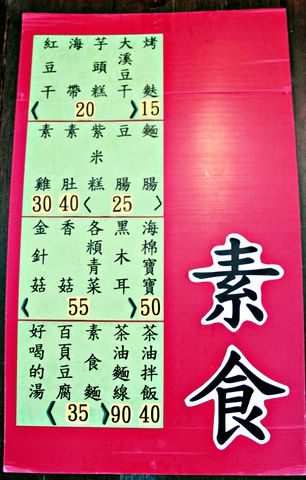 素食
烤麩
15
大溪豆干
芋頭糕
海帶
紅豆干
20
麵腸
豆腸
紫米糕
25
素肚
40
素雞
30
海棉寶寶
50
黑木耳
各類青菜
香菇
金針菇
55
茶油拌飯
40
茶油麵線
90
素食麵
百頁豆腐
好喝的湯
35